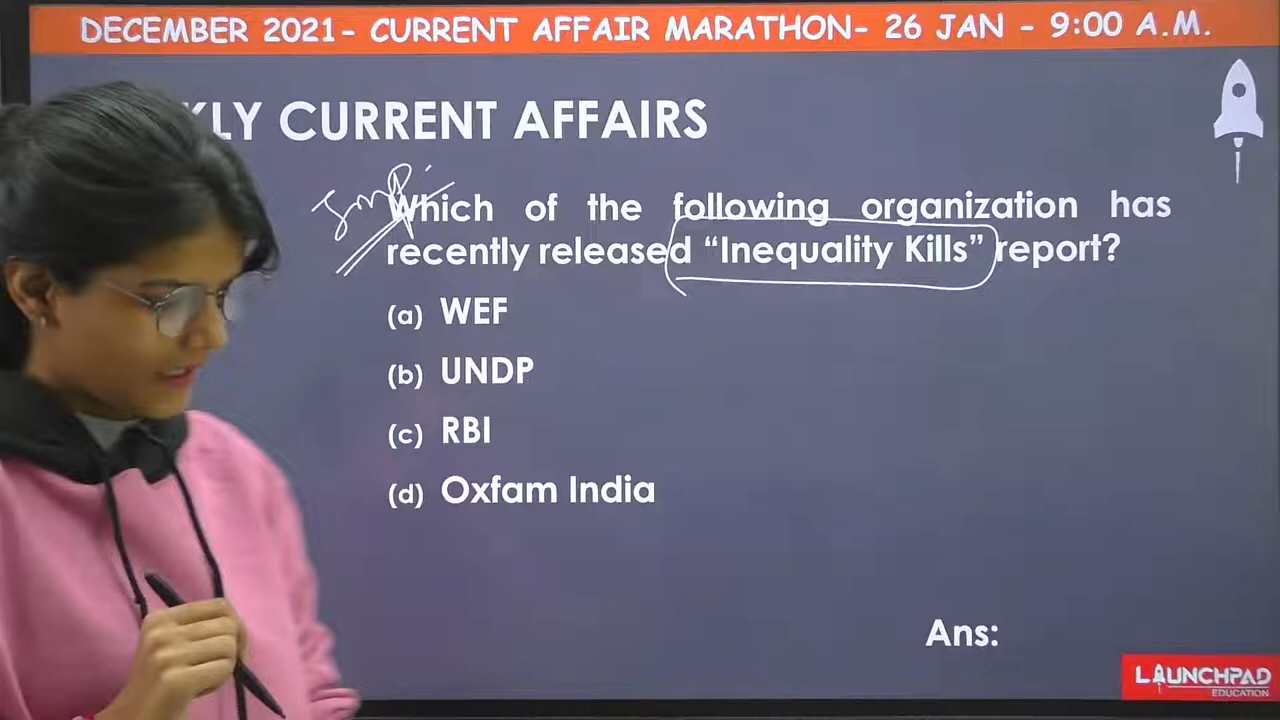 DECEMBER 2021- CURRENT AFFAIR MARATHON- 26 JAN - 9:00 A.M.
KLY CURRENT AFFAIRS
Imp.
Which of the following organization has
recently released “Inequality Kills” report?
(a) WEF
(b) UNDP
(c) RBI
(d) Oxfam India
Ans:
LAUNCHPAD
EDUCATION